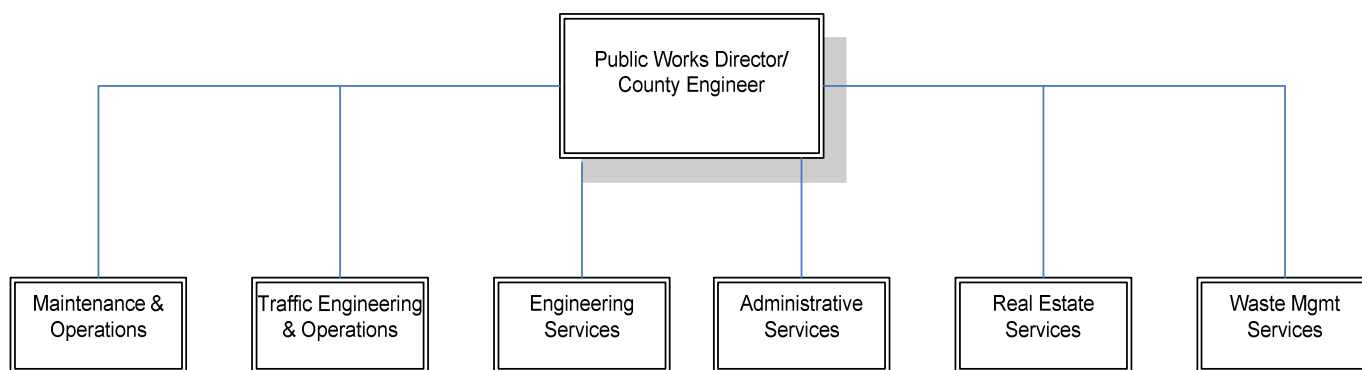 Public Works Director/
County Engineer
Maintenance &
Operations
Traffic Engineering
& Operations
Engineering
Services
Administrative
Services
Real Estate
Services
Waste Mgmt
Services